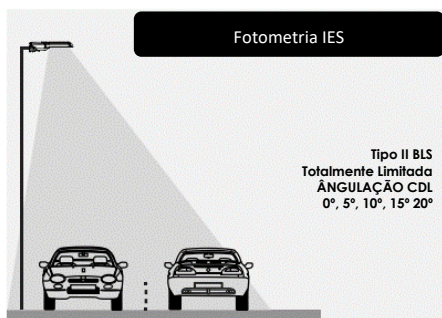 Fotometria IES
Tipo II BLS
Totalmente Limitada
ÂNGULAÇÃO CDL
0º, 5º, 10º, 15º 20º